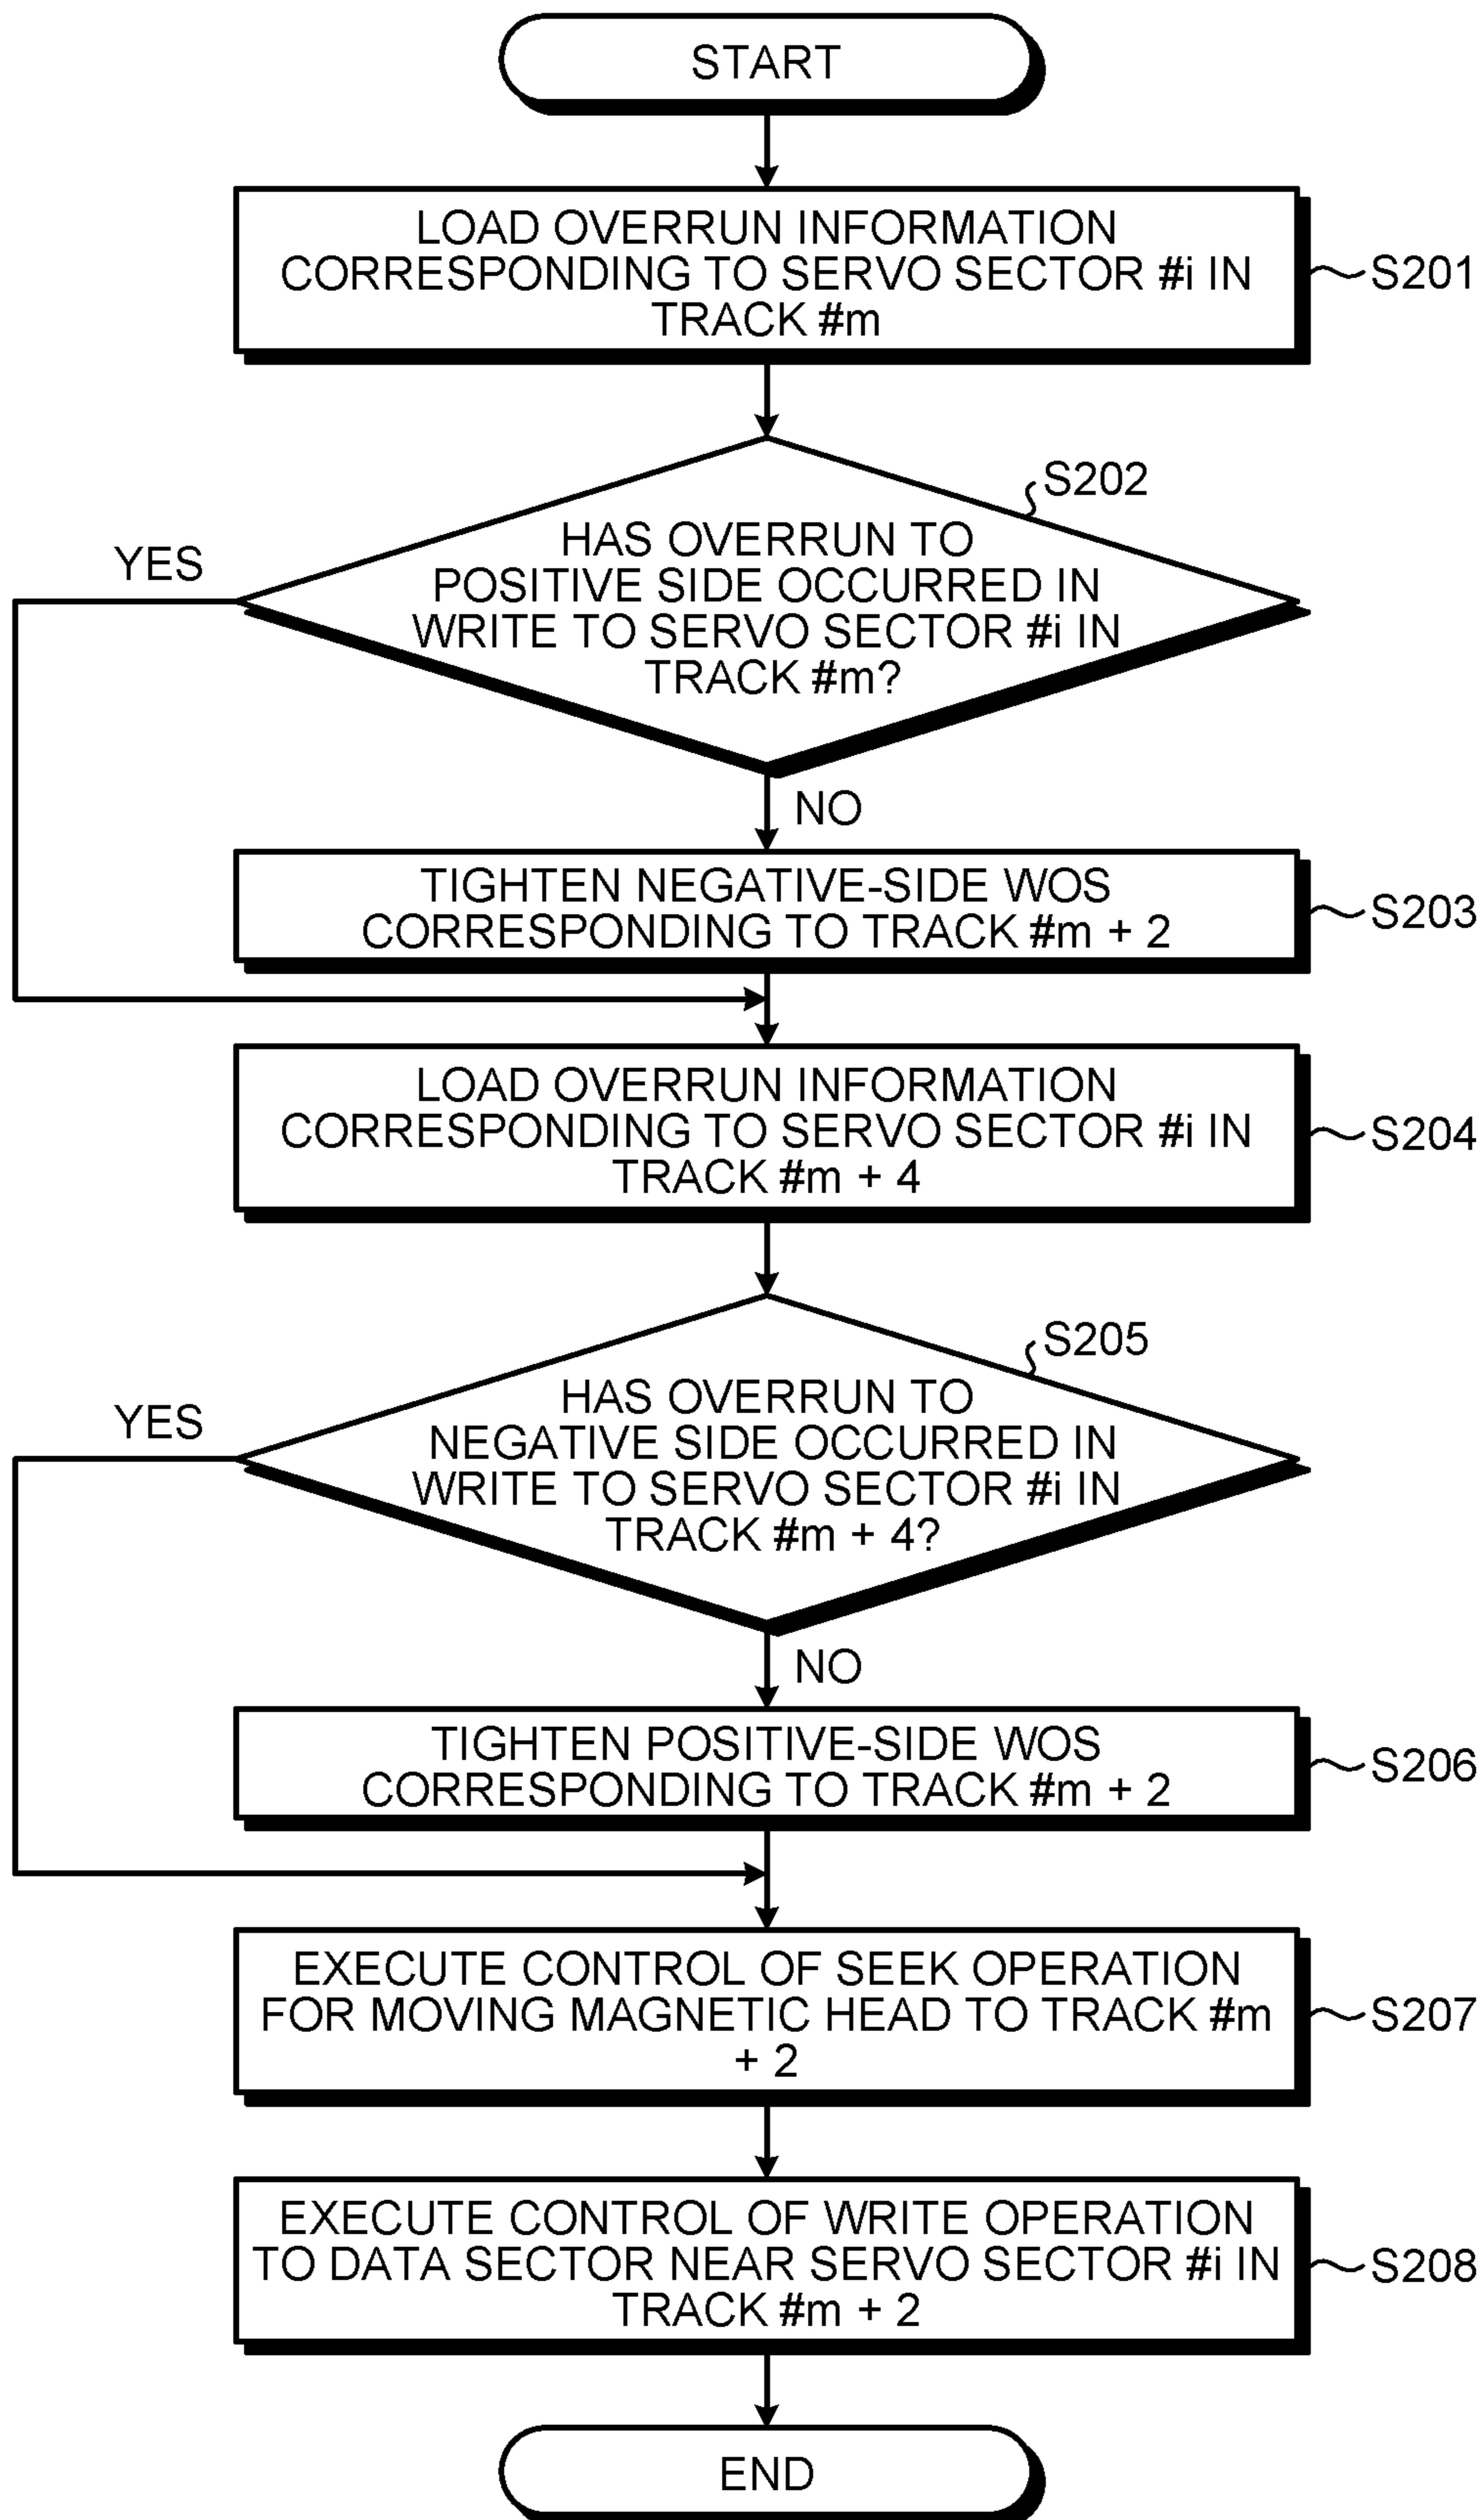 START
LOAD OVERRUN INFORMATION
CORRESPONDING TO SERVO SECTOR #i IN
TRACK #m
S201
S202
HAS OVERRUN TO
POSITIVE SIDE OCCURRED IN
WRITE TO SERVO SECTOR #i IN
TRACK #m?
YES
NO
TIGHTEN NEGATIVE-SIDE WOS
CORRESPONDING TO TRACK #m + 2
S203
LOAD OVERRUN INFORMATION
CORRESPONDING TO SERVO SECTOR #i IN
TRACK #m + 4
S204
S205
HAS OVERRUN TO
NEGATIVE SIDE OCCURRED IN
WRITE TO SERVO SECTOR #i IN
TRACK #m + 4?
YES
NO
TIGHTEN POSITIVE-SIDE WOS
CORRESPONDING TO TRACK #m + 2
S206
EXECUTE CONTROL OF SEEK OPERATION
FOR MOVING MAGNETIC HEAD TO TRACK #m
+ 2
S207
EXECUTE CONTROL OF WRITE OPERATION
TO DATA SECTOR NEAR SERVO SECTOR #i IN
TRACK #m + 2
S208
END